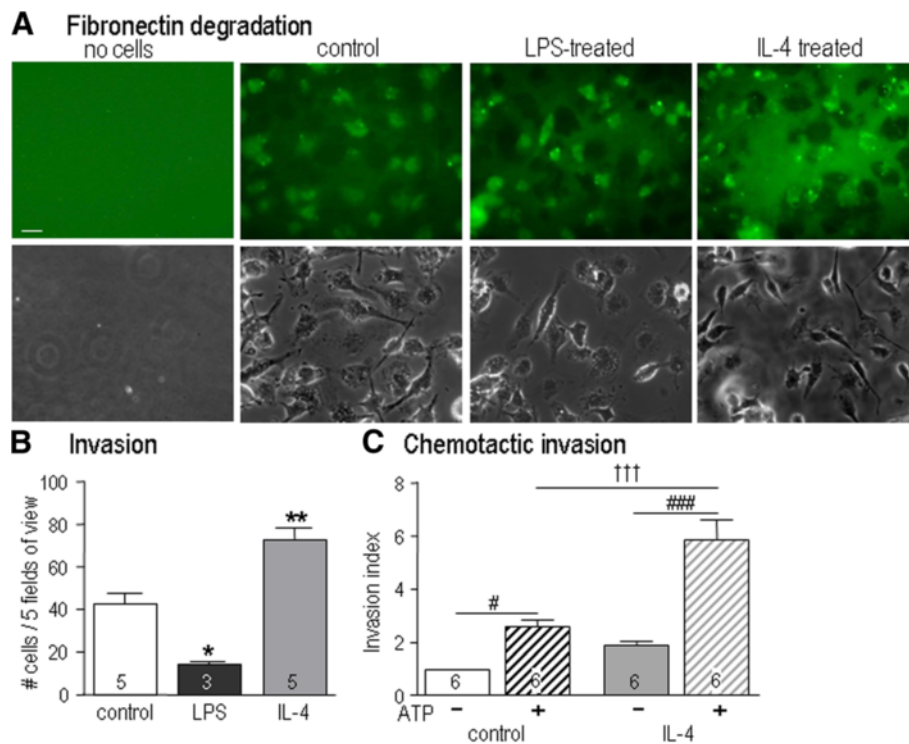 A Fibronectin degradation
no cells control LPS-treated IL-4 treated
B Invasion
# cells / 5 fields of view
100
80
60
40
20
0
*
**
5 3 5
control LPS IL-4
C Chemotactic invasion
Invasion index
8
6
4
2
0
†††
###
#
6 6 6 6
ATP − + − +
control IL-4